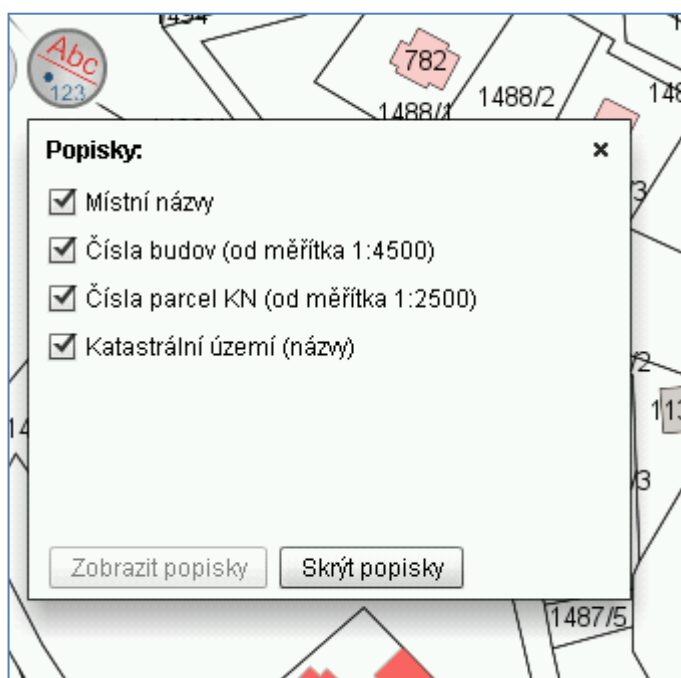 Abc
123
782
1488/1
1488/2
Popisky:
Místní názvy
Čísla budov (od měřítka 1:4500)
Čísla parcel KN (od měřítka 1:2500)
Katastrální území (názvy)
Zobrazit popisky
Skrýt popisky
1487/5